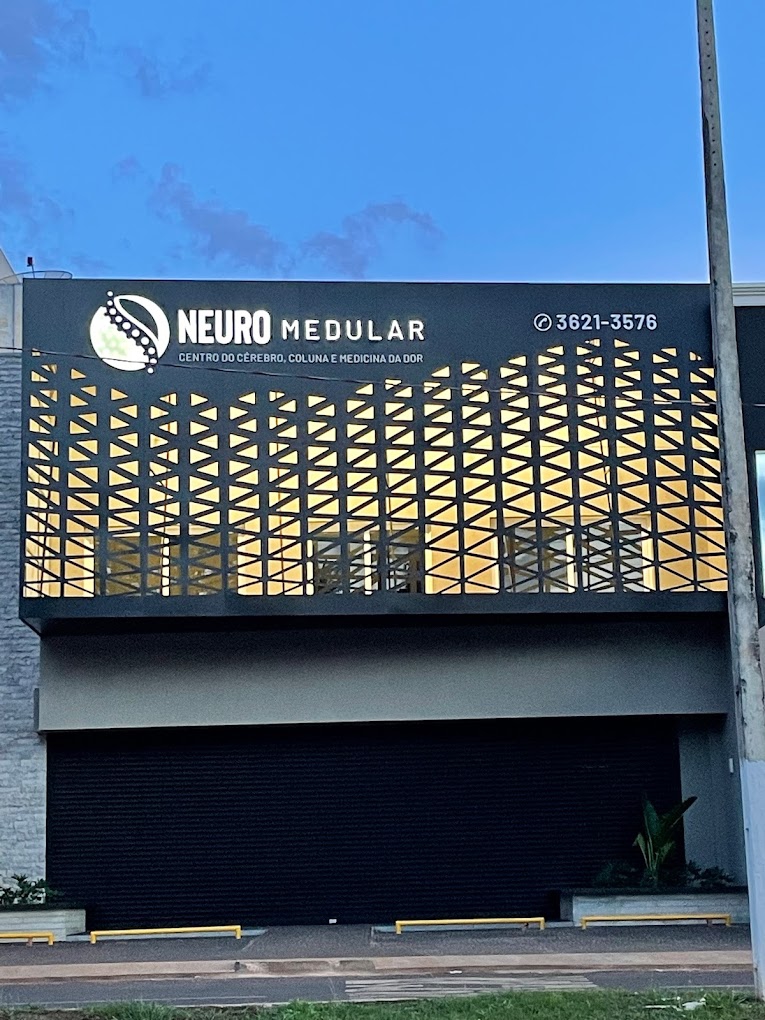 NEURO MEDULAR
CENTRO DO CÉREBRO, COLUNA E MEDICINA DA DOR
3621-3576